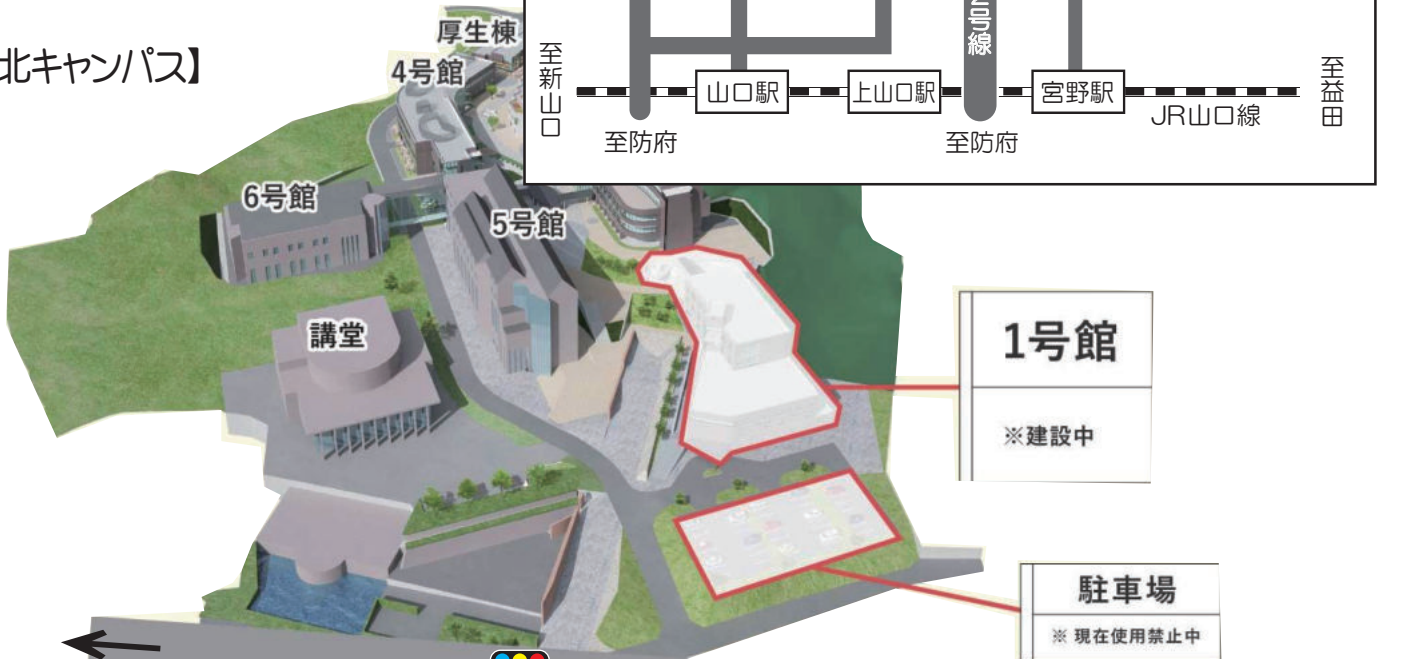 北キャンパス】
厚生棟
4号館
6号館
5号館
講堂
号線
至新山口
山口駅
上山口駅
宮野駅
至益田
JR山口線
至防府
至防府
1号館
※建設中
駐車場
※ 現在使用禁止中